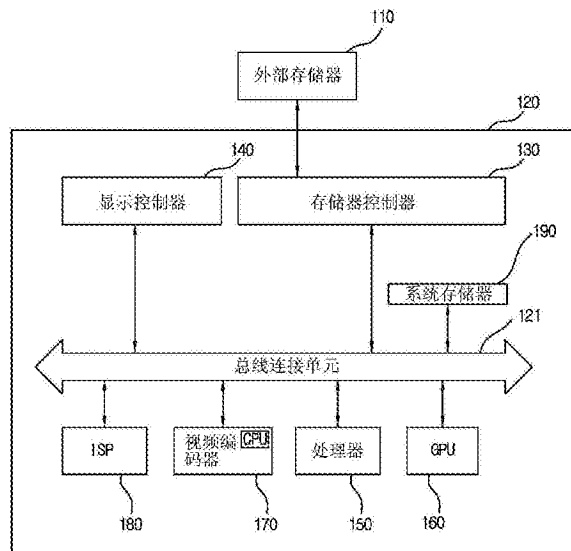 110
外部存储器
120
140
130
显示控制器
存储器控制器
190
系统存储器
121
总线连接单元
ISP
视频编码器
CPU
处理器
GPU
180
170
150
160